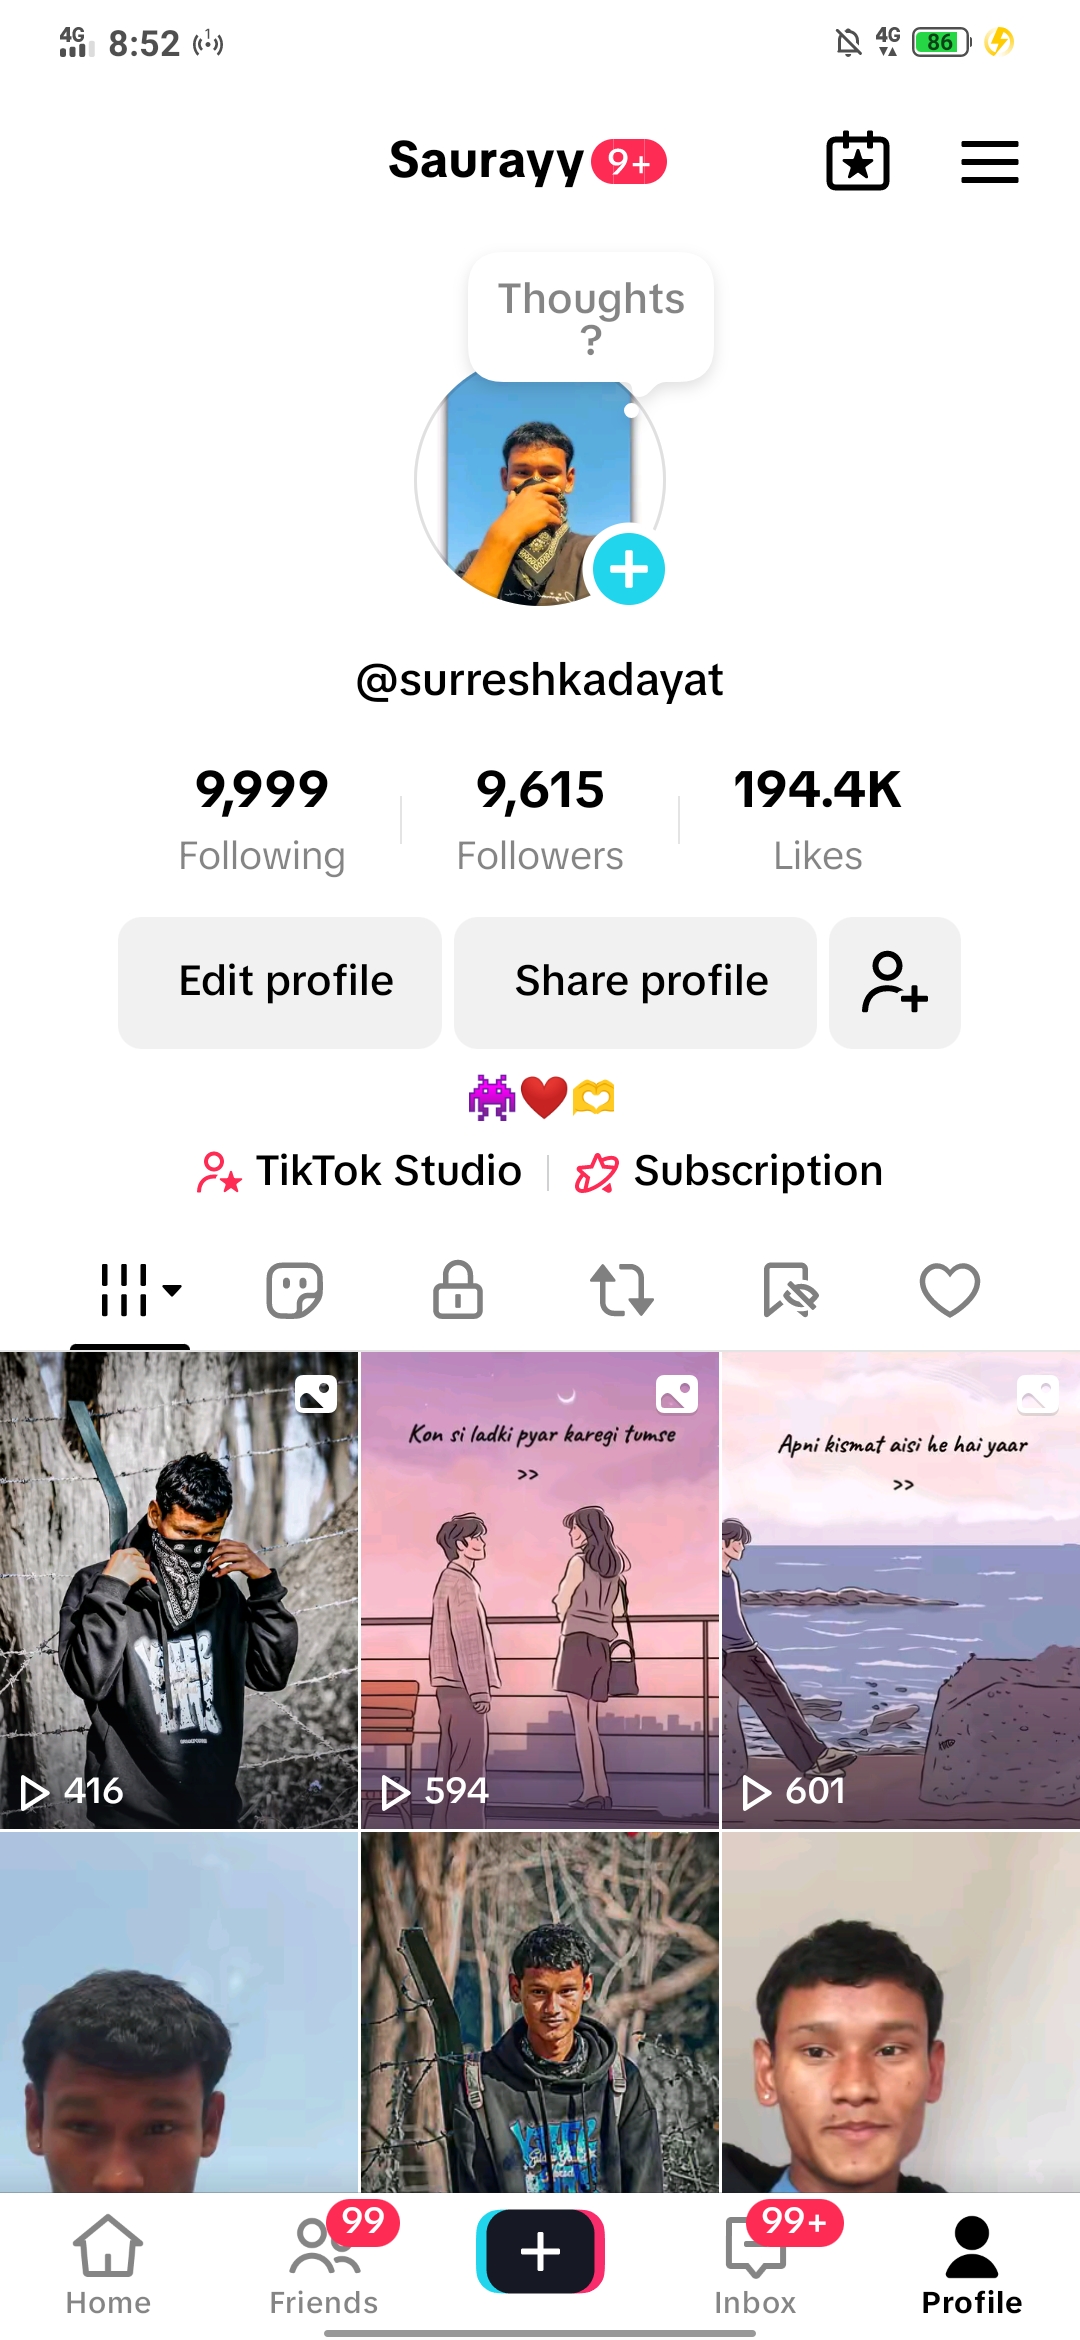 4G 8:52 4G 86
Saurayy 9+
Thoughts
?
@surreshkadayat
9,999 9,615 194.4K
Following Followers Likes
Edit profile Share profile
TikTok Studio Subscription
Kon si ladki pyar karegi tumse
>>
Apni kismat aisi he hai yaar
>>
416 594 601
99 99+
Home Friends Inbox Profile